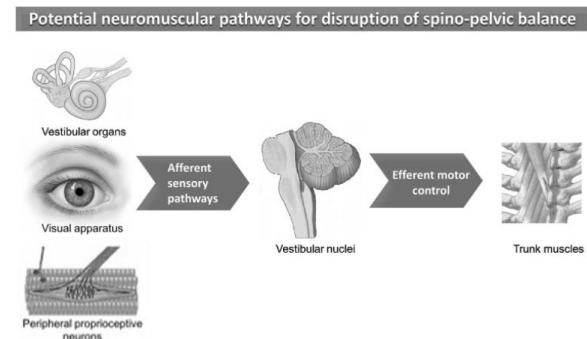 Potential neuromuscular pathways for disruption of spino-pelvic balance
Vestibular organs
Visual apparatus
Peripheral proprioceptive
neurons
Afferent
sensory
pathways
Vestibular nuclei
Efferent motor
control
Trunk muscles